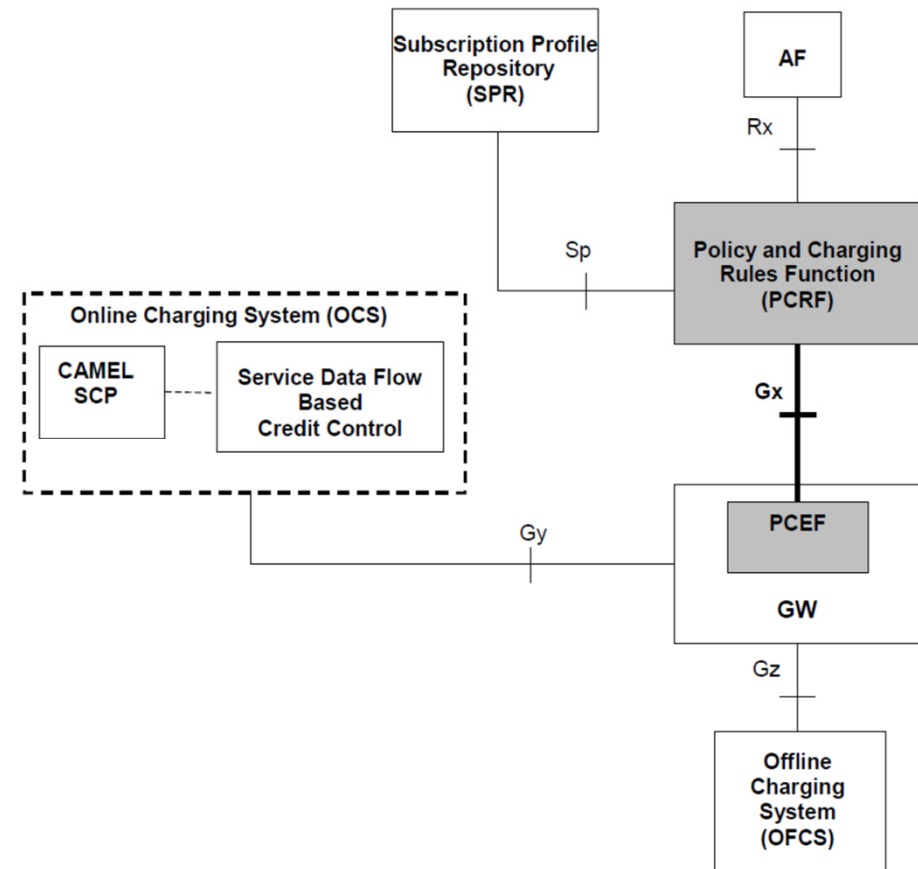 Subscription Profile
Repository
(SPR)
AF
Rx
Policy and Charging
Rules Function
(PCRF)
Sp
Online Charging System (OCS)
CAMEL
SCP
Service Data Flow
Based
Credit Control
Gx
PCEF
Gy
GW
Gz
Offline
Charging
System
(OFCS)